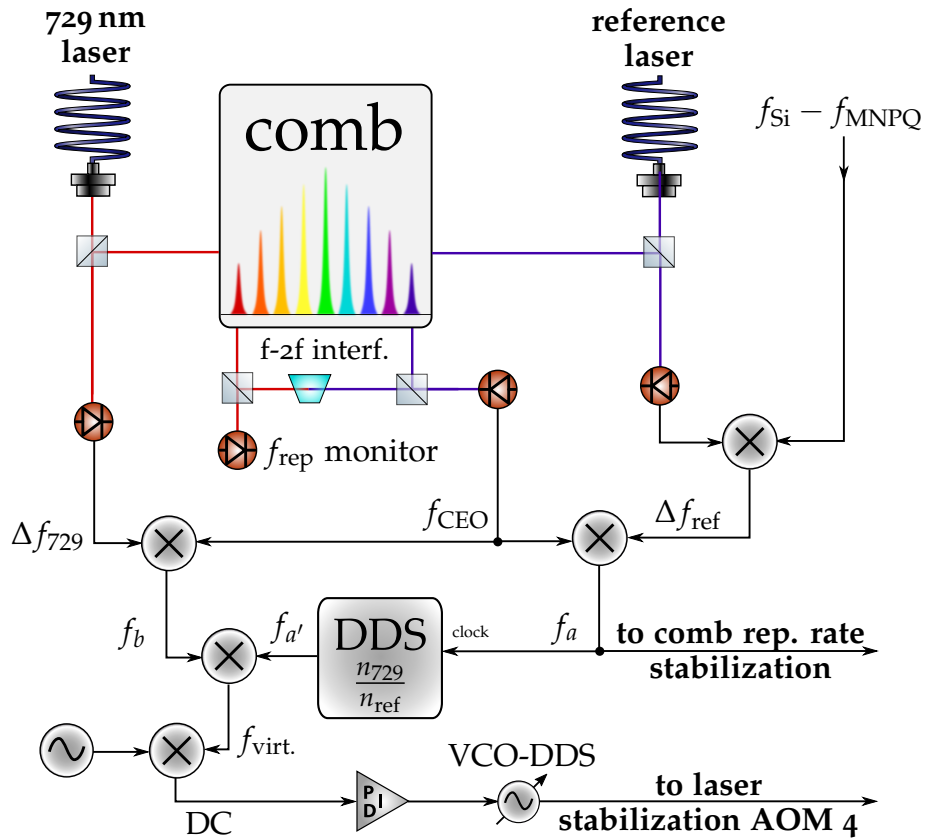 729 nm
laser
reference
laser
comb
f_Si − f_MNPQ
f-2f interf.
f_rep monitor
f_CEO
Δf_ref
Δf_729
f_b
f_a'
DDS
n_729
n_ref
clock
f_a
to comb rep. rate
stabilization
f_virt.
VCO-DDS
P
I
D
to laser
stabilization AOM 4
DC